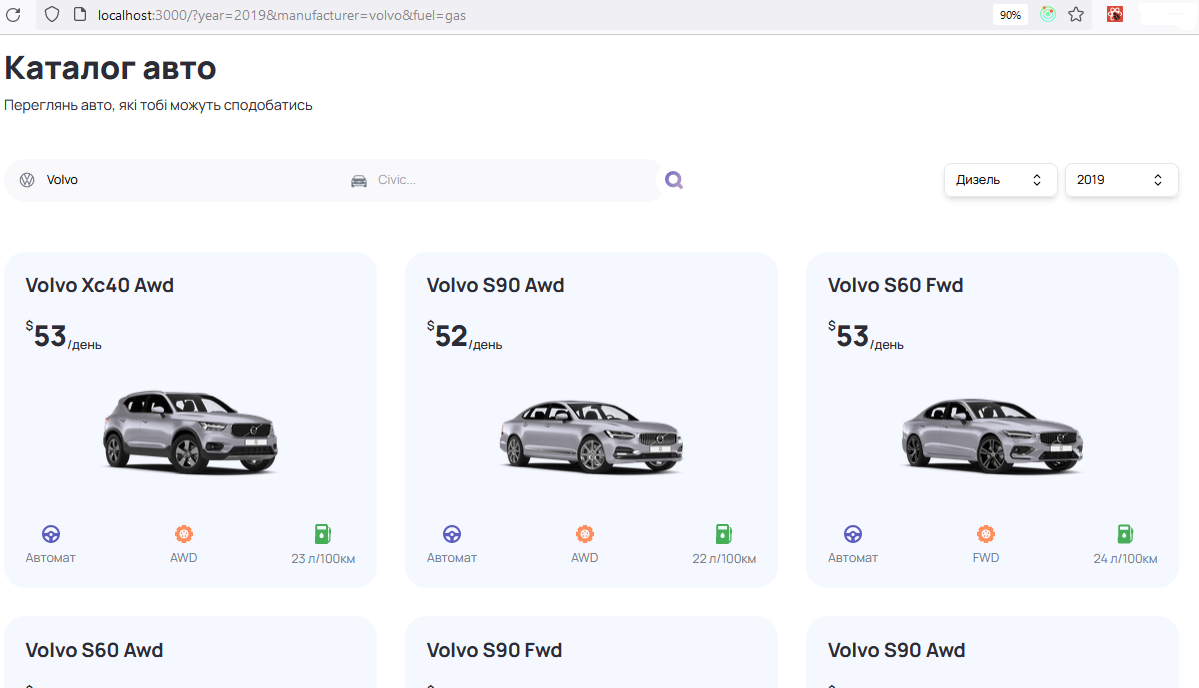 localhost:3000/?year=2019&manufacturer=volvo&fuel=gas
90%
Каталог авто
Переглянь авто, які тобі можуть сподобатись
Volvo
Civic...
Дизель
2019
Volvo Xc40 Awd
$53/день
Автомат
AWD
23 л/100км
Volvo S90 Awd
$52/день
Автомат
AWD
22 л/100км
Volvo S60 Fwd
$53/день
Автомат
FWD
24 л/100км
Volvo S60 Awd
Volvo S90 Fwd
Volvo S90 Awd